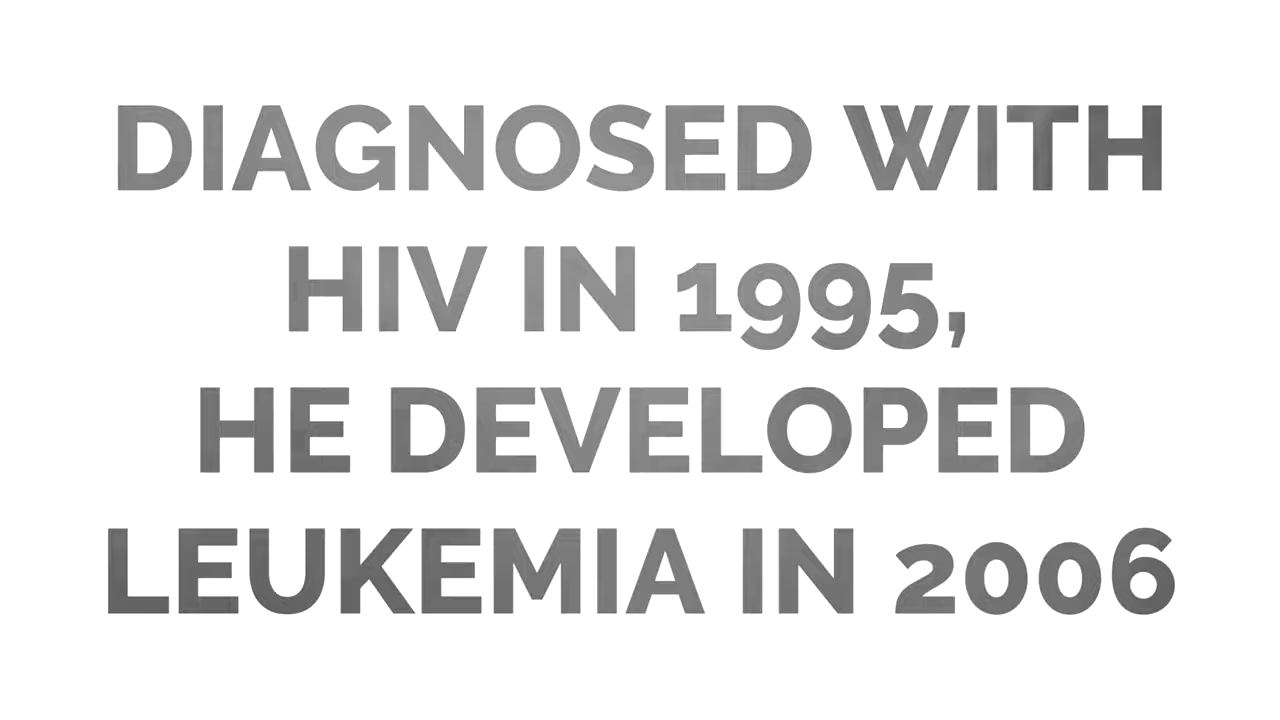 DIAGNOSED WITH
HIV IN 1995,
HE DEVELOPED
LEUKEMIA IN 2006